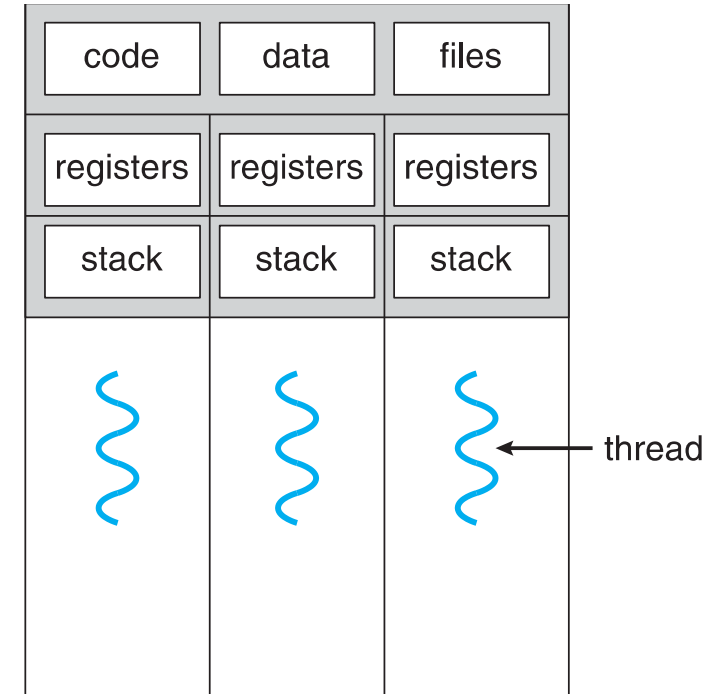 code data files
registers registers registers
stack stack stack
thread